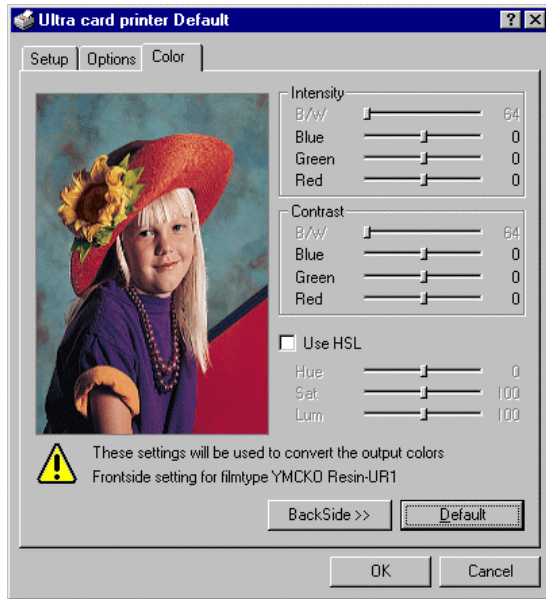 Ultra card printer Default
Setup Options Color
Intensity
B/W 64
Blue 0
Green 0
Red 0
Contrast
B/W 64
Blue 0
Green 0
Red 0
Use HSL
Hue 0
Sat 100
Lum 100
These settings will be used to convert the output colors
Frontside setting for filmtype YMCKO Resin-UR1
BackSide >> Default
OK Cancel